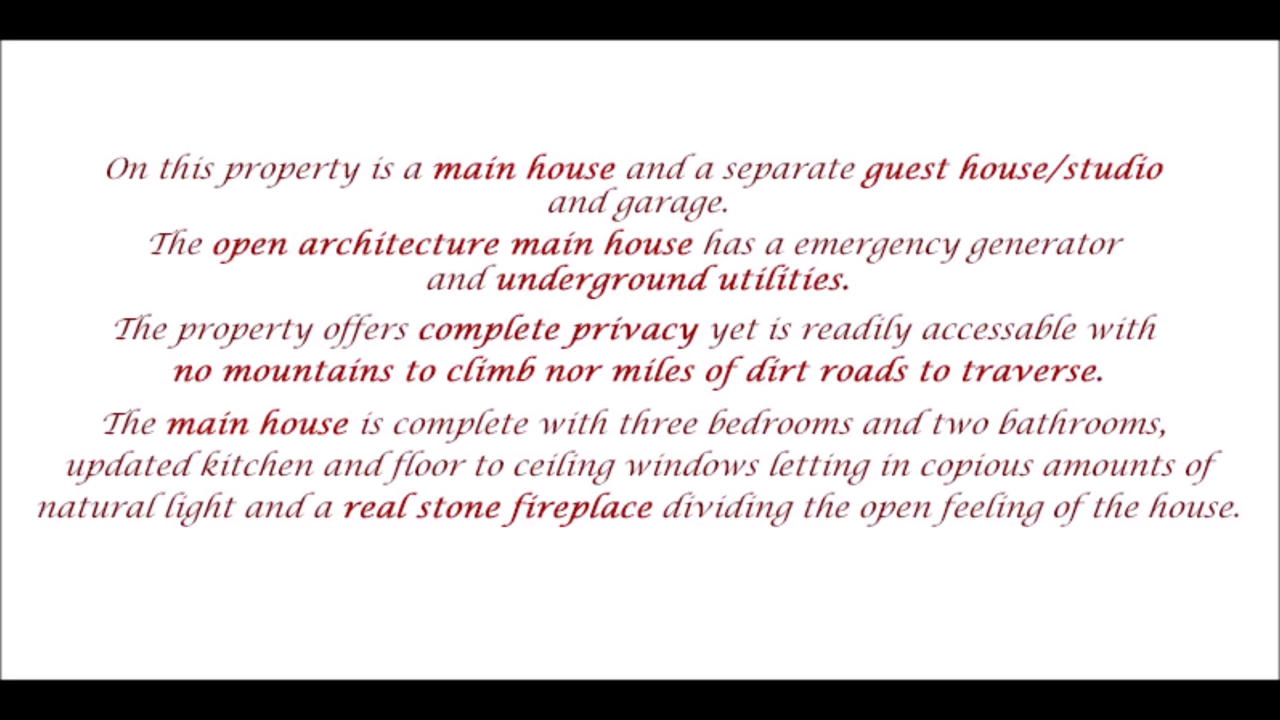 On this property is a main house and a separate guest house/studio
and garage.
The open architecture main house has a emergency generator
and underground utilities.
The property offers complete privacy yet is readily accessable with
no mountains to climb nor miles of dirt roads to traverse.
The main house is complete with three bedrooms and two bathrooms,
updated kitchen and floor to ceiling windows letting in copious amounts of
natural light and a real stone fireplace dividing the open feeling of the house.